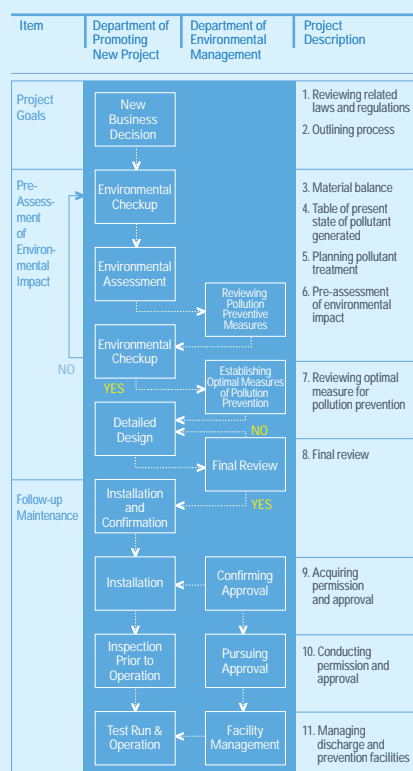 Item
Department of
Promoting
New Project
Department of
Environmental
Management
Project
Description
Project
Goals
New
Business
Decision
1. Reviewing related
laws and regulations
2. Outlining process
Pre-
Assess-
ment
of
Environ-
mental
Impact
Environmental
Checkup
Environmental
Assessment
Reviewing
Pollution
Preventive
Measures
Environmental
Checkup
NO
YES
3. Material balance
4. Table of present
state of pollutant
generated
5. Planning pollutant
treatment
6. Pre-assessment
of environmental
impact
Establishing
Optimal Measures
of Pollution
Prevention
7. Reviewing optimal
measure for
pollution prevention
Detailed
Design
NO
Final Review
YES
8. Final review
Follow-up
Maintenance
Installation
and
Confirmation
Installation
Confirming
Approval
9. Acquiring
permission
and approval
Inspection
Prior to
Operation
Pursuing
Approval
10. Conducting
permission and
approval
Test Run &
Operation
Facility
Management
11. Managing
discharge and
prevention facilities